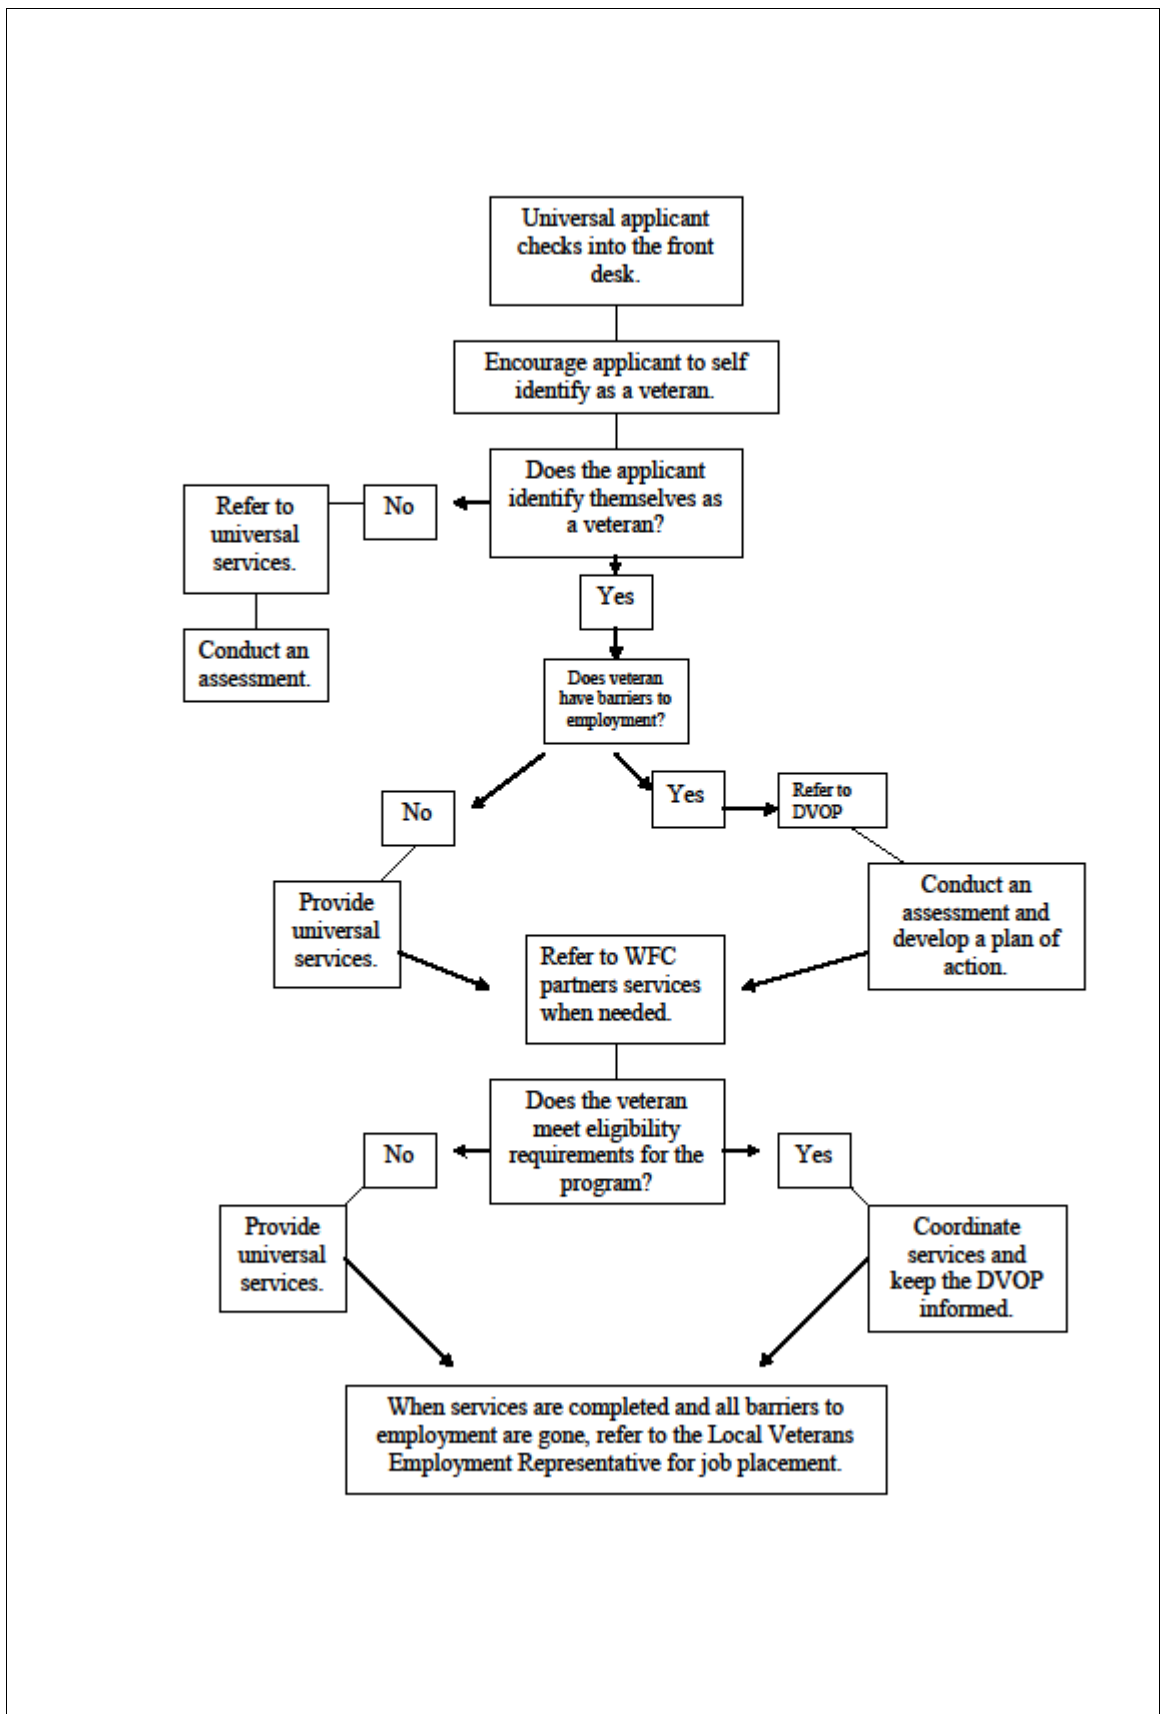 Universal applicant
checks into the front
desk.
Encourage applicant to self
identify as a veteran.
Does the applicant
identify themselves as
a veteran?
No
Refer to
universal
services.
Conduct an
assessment.
Yes
Does veteran
have barriers to
employment?
No
Yes
Refer to
DVOP
Provide
universal
services.
Conduct an
assessment and
develop a plan of
action.
Refer to WFC
partners services
when needed.
Does the veteran
meet eligibility
requirements for the
program?
No
Yes
Provide
universal
services.
Coordinate
services and
keep the DVOP
informed.
When services are completed and all barriers to
employment are gone, refer to the Local Veterans
Employment Representative for job placement.